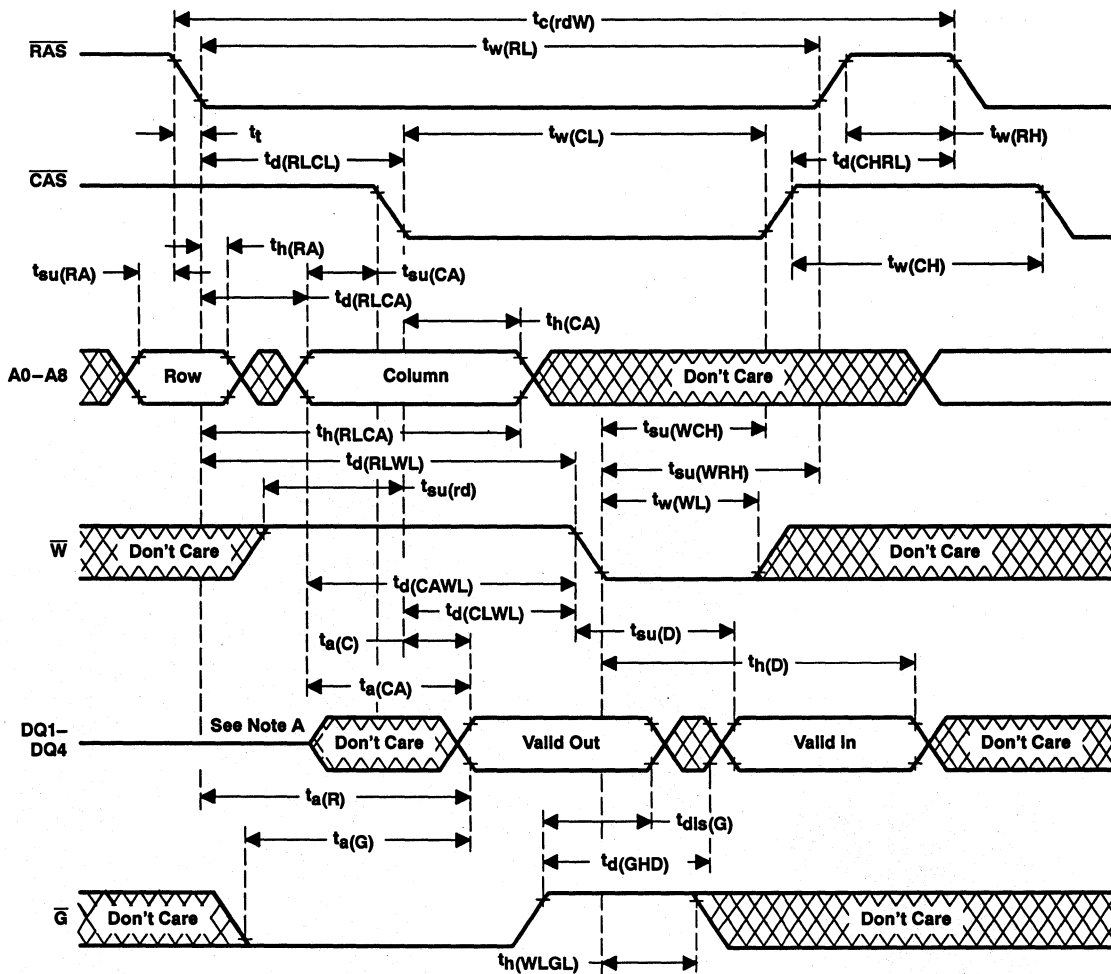 tc(rdW)
RAS
tw(RL)
tt
tw(CL)
tw(RH)
td(RLCL)
td(CHRL)
CAS
th(RA)
tsu(RA)
tsu(CA)
tw(CH)
td(RLCA)
th(CA)
A0–A8
Row
Column
Don't Care
th(RLCA)
tsu(WCH)
td(RLWL)
tsu(WRH)
tsu(rd)
tw(WL)
W
Don't Care
Don't Care
td(CAWL)
td(CLWL)
tsu(D)
ta(C)
th(D)
ta(CA)
See Note A
DQ1–
DQ4
Don't Care
Valid Out
Valid In
Don't Care
ta(R)
tdis(G)
ta(G)
td(GHD)
G
Don't Care
Don't Care
th(WLGL)